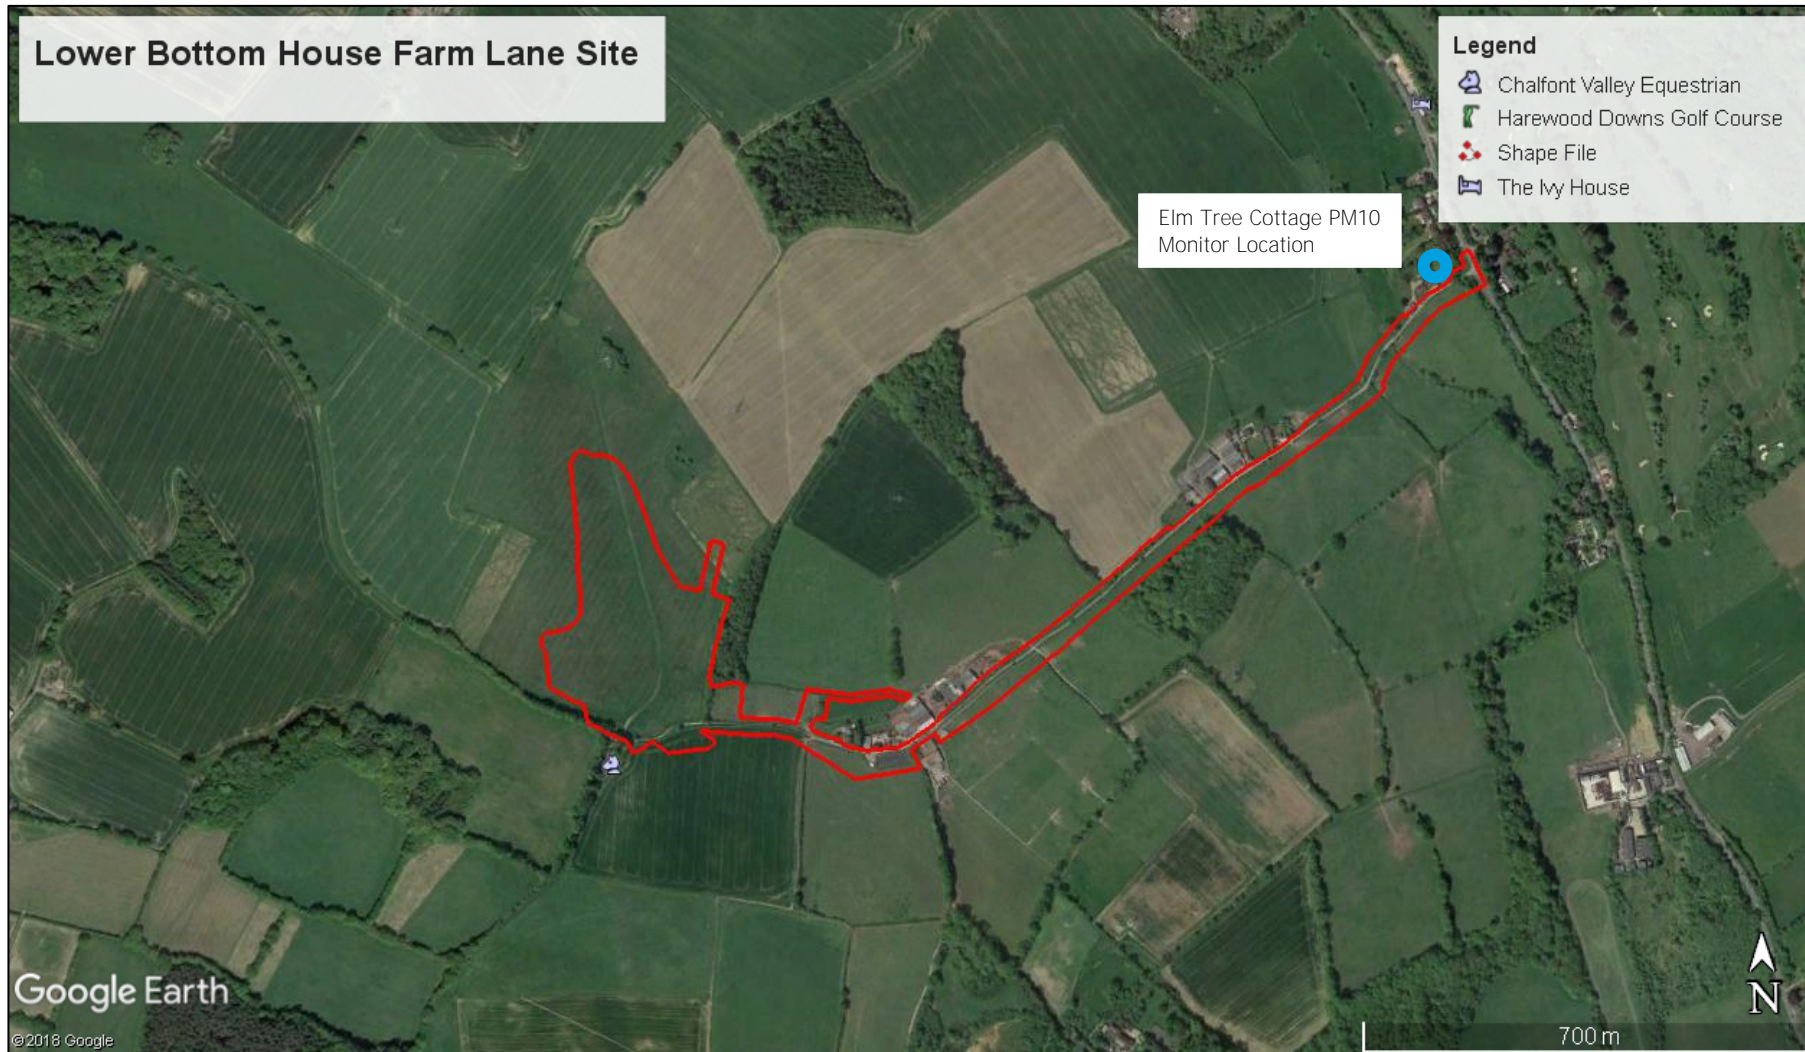 Lower Bottom House Farm Lane Site
Legend
Chalfont Valley Equestrian
Harewood Downs Golf Course
Shape File
The Ivy House
Elm Tree Cottage PM10
Monitor Location
Google Earth
©2018 Google
N
700 m